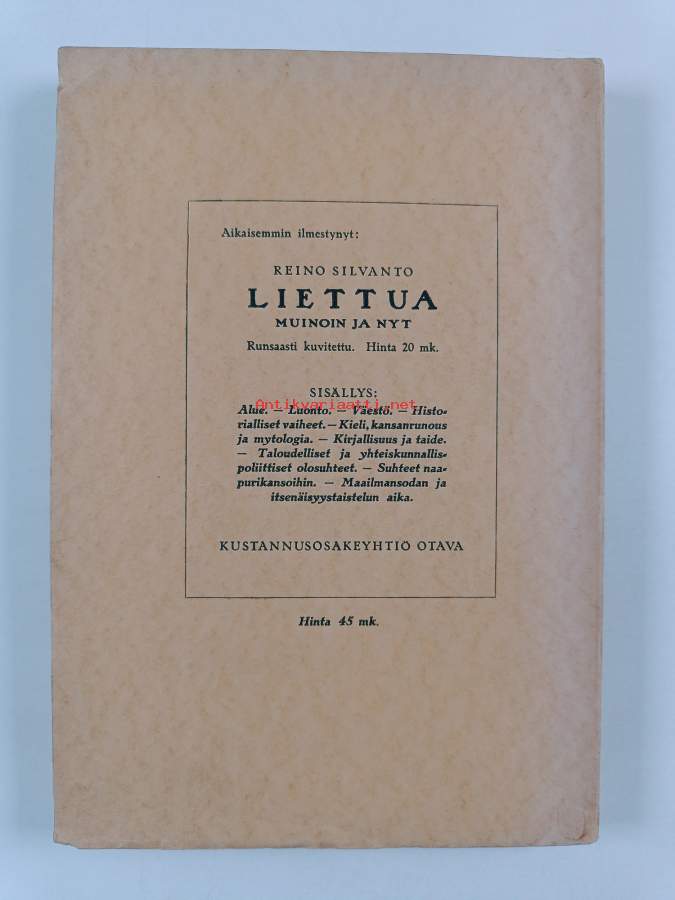 Aikaisemmin ilmestynyt:
REINO SILVANTO
LIETTUA
MUINOIN JA NYT
Runsaasti kuvitettu. Hinta 20 mk.
SISÄLLYS:
Antikvariaatti.net
Alue. — Luonto. — Väestö. — Histo-
rialliset vaiheet. — Kieli, kansanrunous
ja mytologia. — Kirjallisuus ja taide.
— Taloudelliset ja yhteiskunnallis-
poliittiset olosuhteet. — Suhteet naa-
purikansoihin. — Maailmansodan ja
itsenäisyystaistelun aika.
KUSTANNUSOSAKEYHTIÖ OTAVA
Hinta 45 mk.